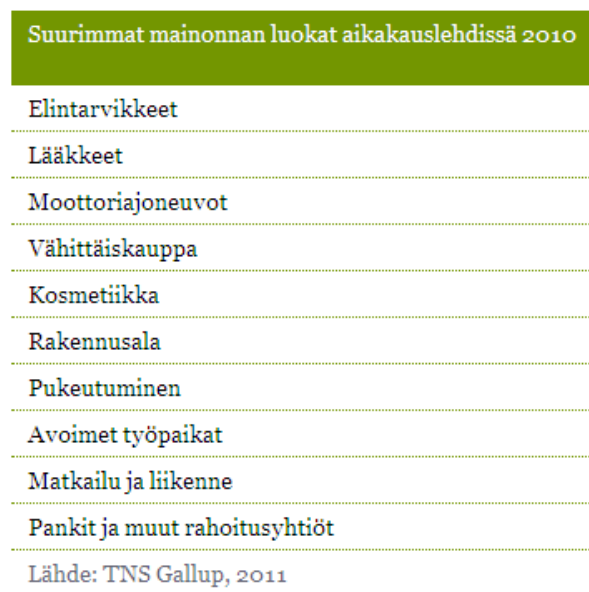 Suurimmat mainonnan luokat aikakauslehdissä 2010
Elintarvikkeet
Lääkkeet
Moottoriajoneuvot
Vähittäiskauppa
Kosmetiikka
Rakennusala
Pukeutuminen
Avoimet työpaikat
Matkailu ja liikenne
Pankit ja muut rahoitusyhtiöt
Lähde: TNS Gallup, 2011